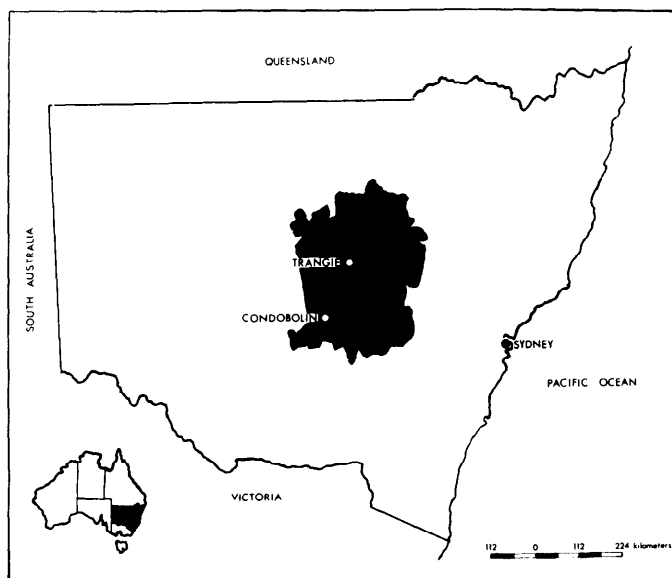 QUEENSLAND
SOUTH AUSTRALIA
TRANGIE
CONDOBOLIN
SYDNEY
PACIFIC OCEAN
VICTORIA
112 0 112 224 kilometers